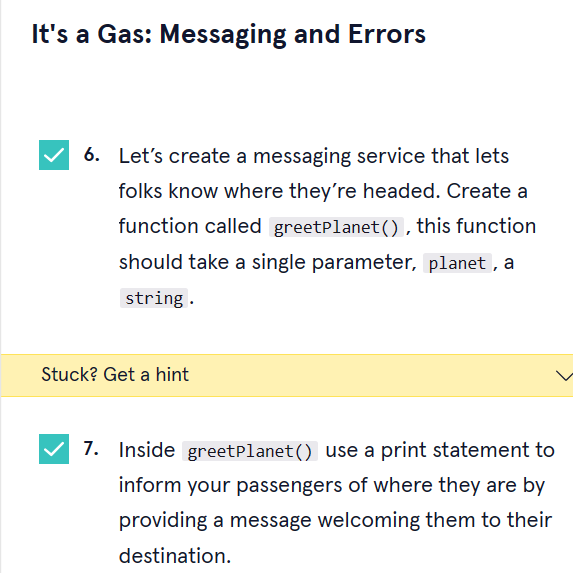 It's a Gas: Messaging and Errors
6. Let’s create a messaging service that lets
folks know where they’re headed. Create a
function called greetPlanet(), this function
should take a single parameter, planet, a
string.
Stuck? Get a hint
7. Inside greetPlanet() use a print statement to
inform your passengers of where they are by
providing a message welcoming them to their
destination.